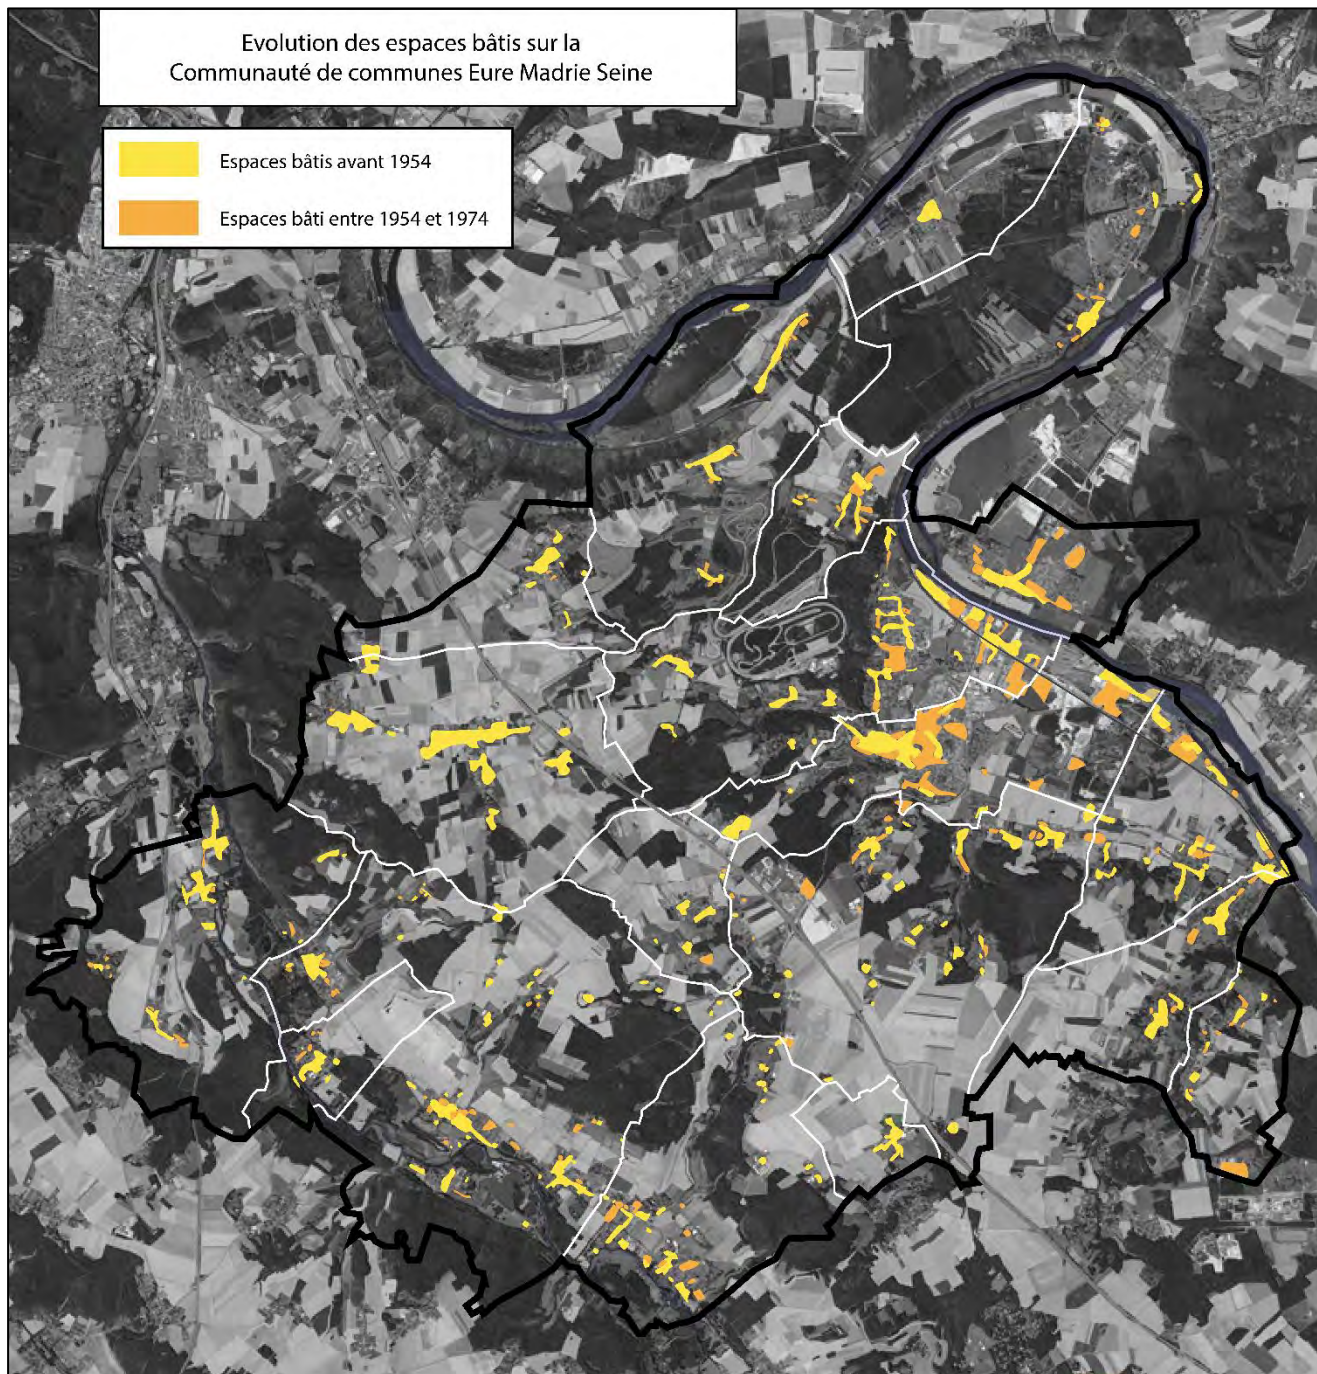 Evolution des espaces bâtis sur la
Communauté de communes Eure Madrie Seine
Espaces bâtis avant 1954
Espaces bâti entre 1954 et 1974